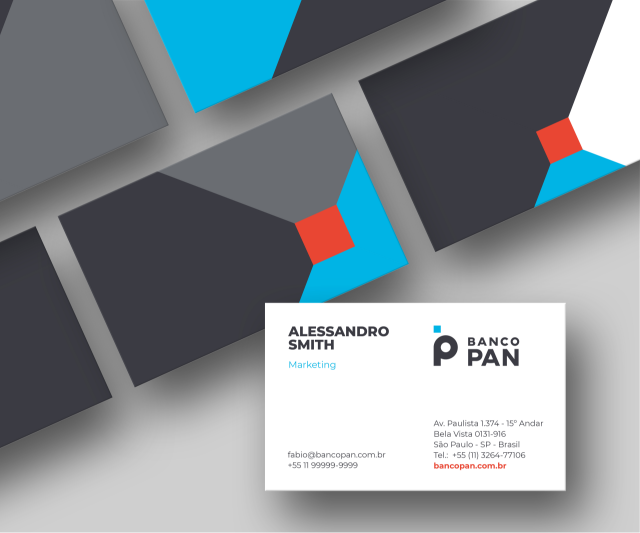 ALESSANDRO
SMITH
Marketing
BANCO
PAN
Av. Paulista 1.374 - 15º Andar
Bela Vista 0131-916
São Paulo - SP - Brasil
Tel.: +55 (11) 3264-77106
bancopan.com.br
fabio@bancopan.com.br
+55 11 99999-9999